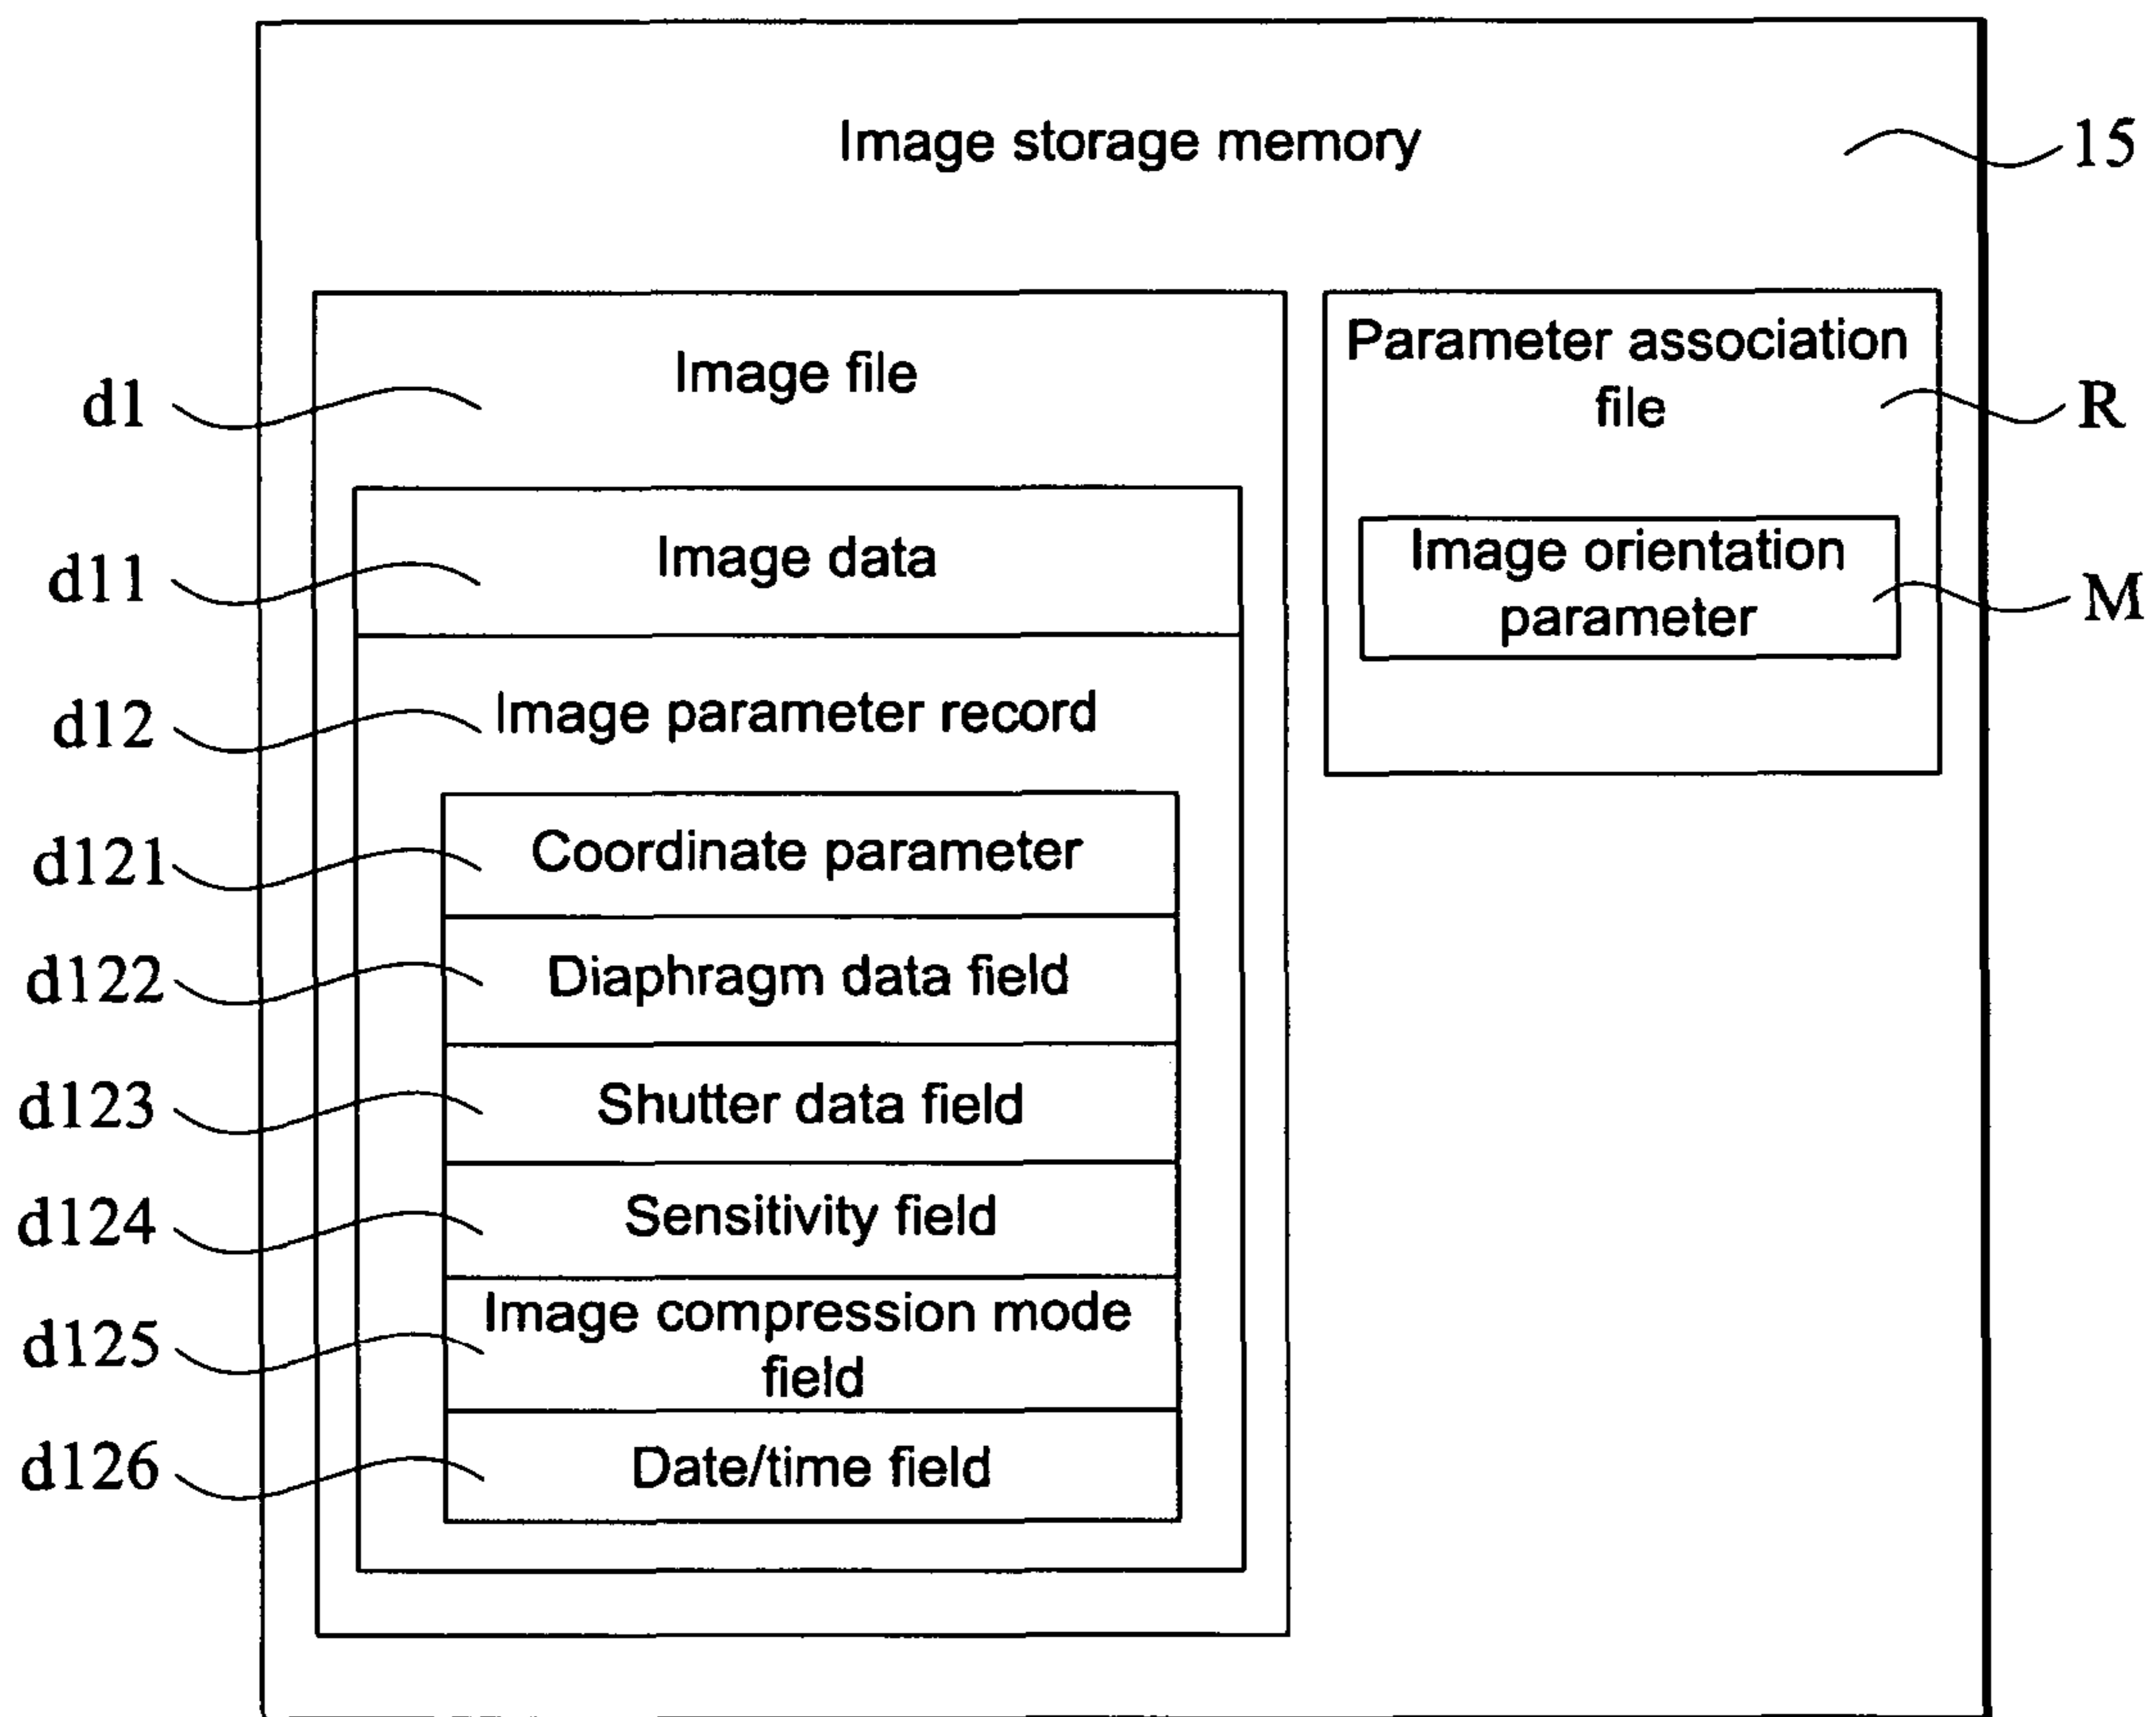 Image storage memory
15
Image file
d1
Parameter association
file
R
Image data
d11
Image orientation
parameter
M
Image parameter record
d12
Coordinate parameter
d121
Diaphragm data field
d122
Shutter data field
d123
Sensitivity field
d124
Image compression mode
field
d125
Date/time field
d126